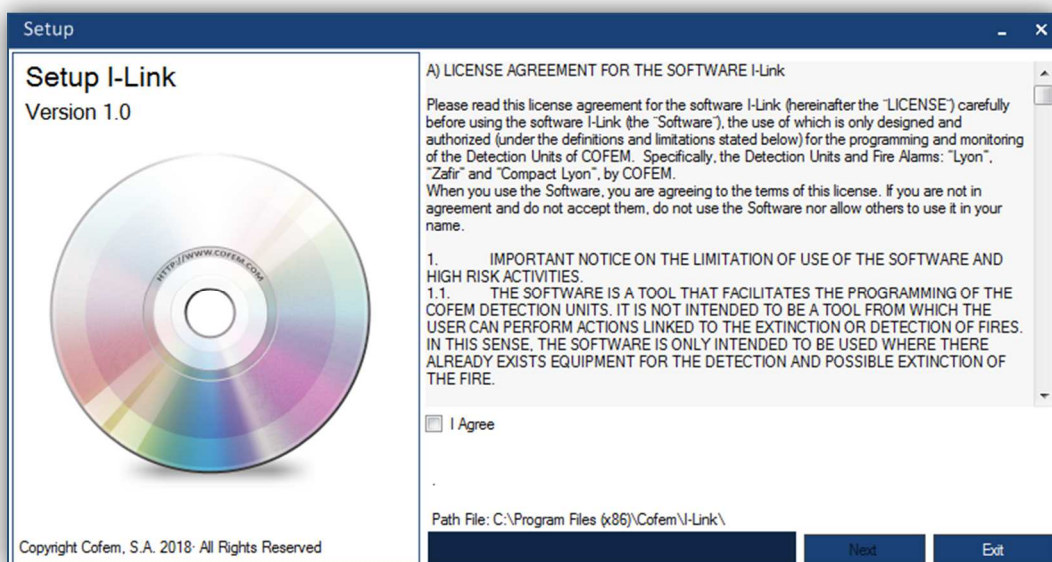 Setup
Setup I-Link
Version 1.0
HTTP://WWW.COFEM.COM
Copyright Cofem, S.A. 2018· All Rights Reserved
A) LICENSE AGREEMENT FOR THE SOFTWARE I-Link
Please read this license agreement for the software I-Link (hereinafter the ¨LICENSE¨) carefully
before using the software I-Link (the ¨Software¨), the use of which is only designed and
authorized (under the definitions and limitations stated below) for the programming and monitoring
of the Detection Units of COFEM.  Specifically, the Detection Units and Fire Alarms: "Lyon",
"Zafir" and "Compact Lyon", by COFEM.
When you use the Software, you are agreeing to the terms of this license. If you are not in
agreement and do not accept them, do not use the Software nor allow others to use it in your
name.
1. IMPORTANT NOTICE ON THE LIMITATION OF USE OF THE SOFTWARE AND
HIGH RISK ACTIVITIES.
1.1. THE SOFTWARE IS A TOOL THAT FACILITATES THE PROGRAMMING OF THE
COFEM DETECTION UNITS. IT IS NOT INTENDED TO BE A TOOL FROM WHICH THE
USER CAN PERFORM ACTIONS LINKED TO THE EXTINCTION OR DETECTION OF FIRES.
IN THIS SENSE, THE SOFTWARE IS ONLY INTENDED TO BE USED WHERE THERE
ALREADY EXISTS EQUIPMENT FOR THE DETECTION AND POSSIBLE EXTINCTION OF
THE FIRE.
I Agree
.
Path File: C:\Program Files (x86)\Cofem\I-Link\
Next
Exit